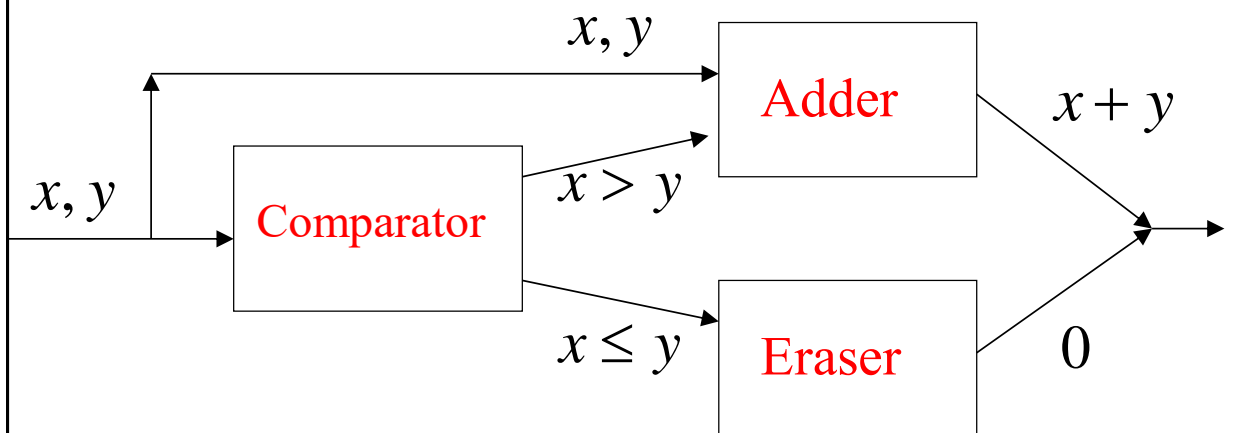 x, y
Adder
x + y
x, y
Comparator
x > y
x ≤ y
Eraser
0